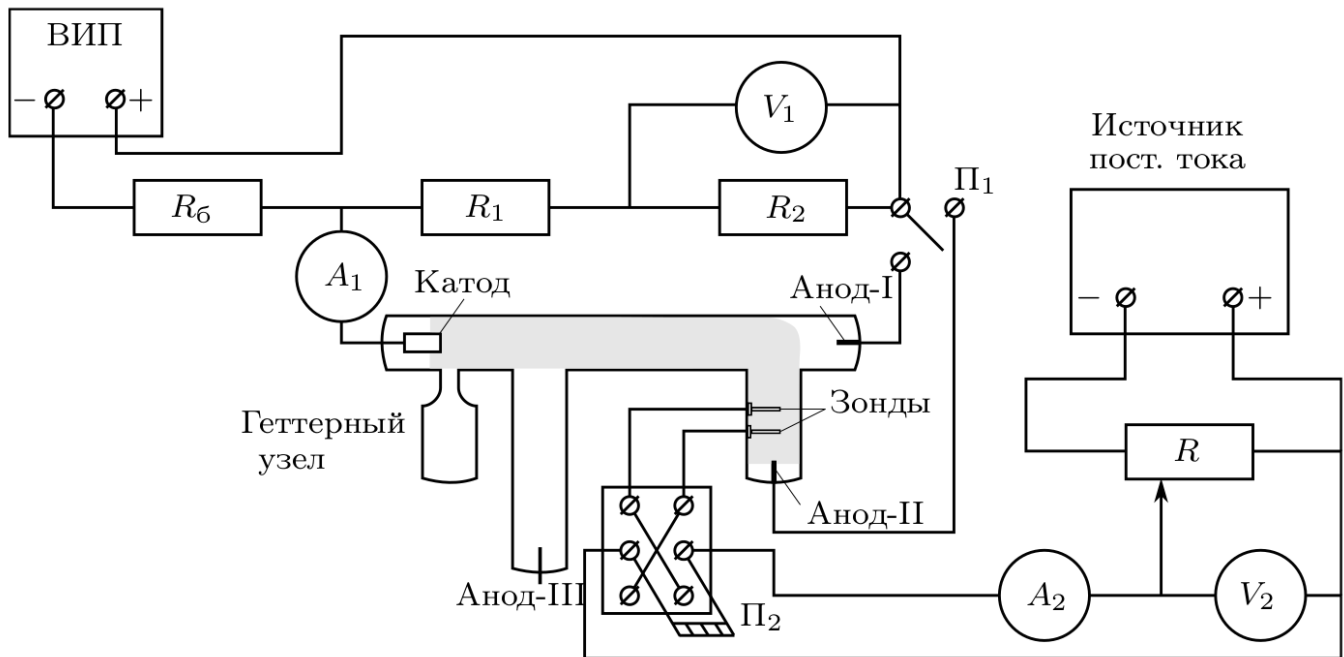 ВИП
− +
V₁
Источник
пост. тока
R_б
R₁
R₂
П₁
A₁
Катод
Анод-I
− +
Геттерный
узел
Зонды
R
Анод-II
Анод-III
П₂
A₂
V₂